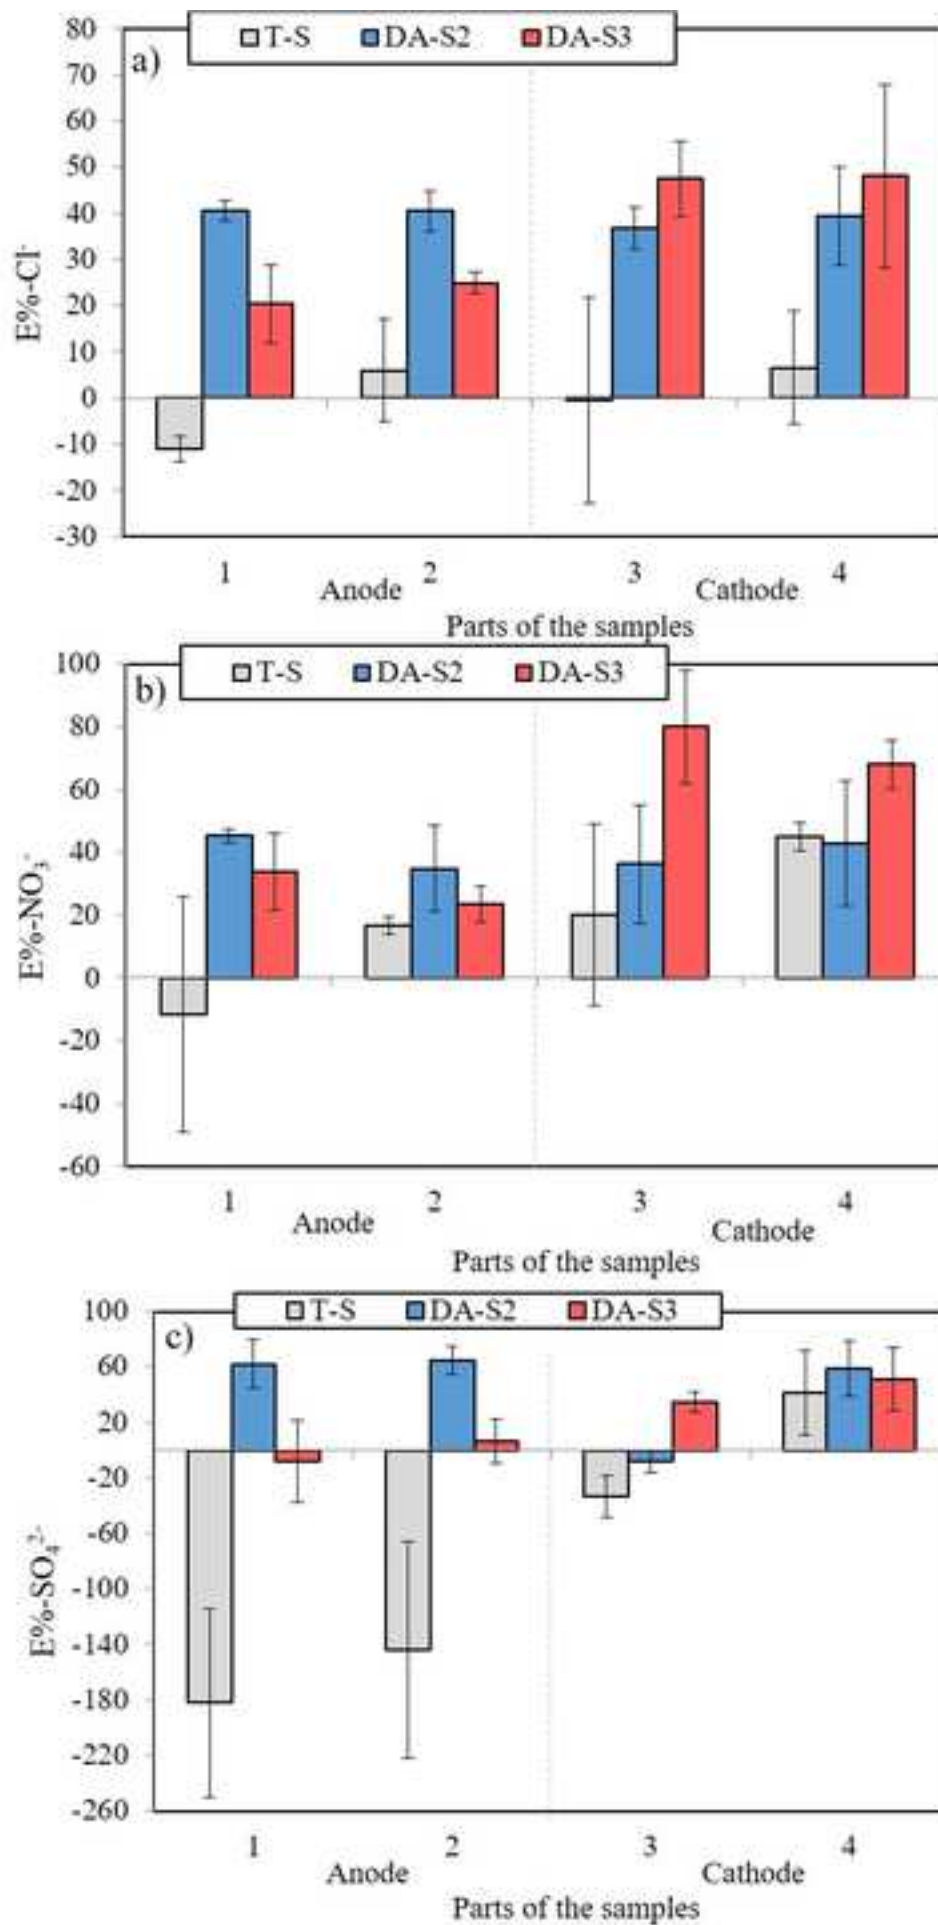 T-S DA-S2 DA-S3
a)
80
70
60
50
40
30
20
10
0
-10
-20
-30
E%-Cl-
1 2 3 4
Anode Cathode
Parts of the samples
T-S DA-S2 DA-S3
b)
100
80
60
40
20
0
-20
-40
-60
E%-NO₃-
1 2 3 4
Anode Cathode
Parts of the samples
T-S DA-S2 DA-S3
c)
100
60
20
-20
-60
-100
-140
-180
-220
-260
E%-SO₄²⁻
1 2 3 4
Anode Cathode
Parts of the samples